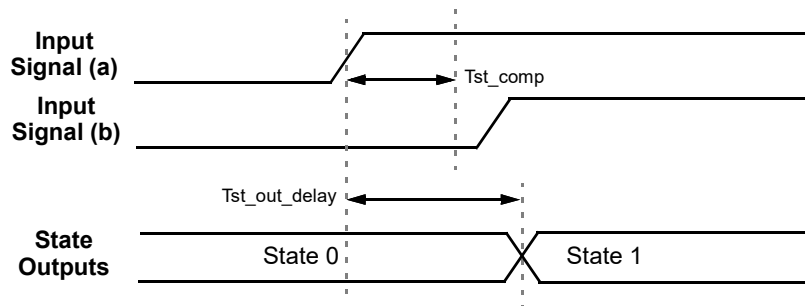 Input
Signal (a)
Tst_comp
Input
Signal (b)
Tst_out_delay
State
Outputs
State 0
State 1